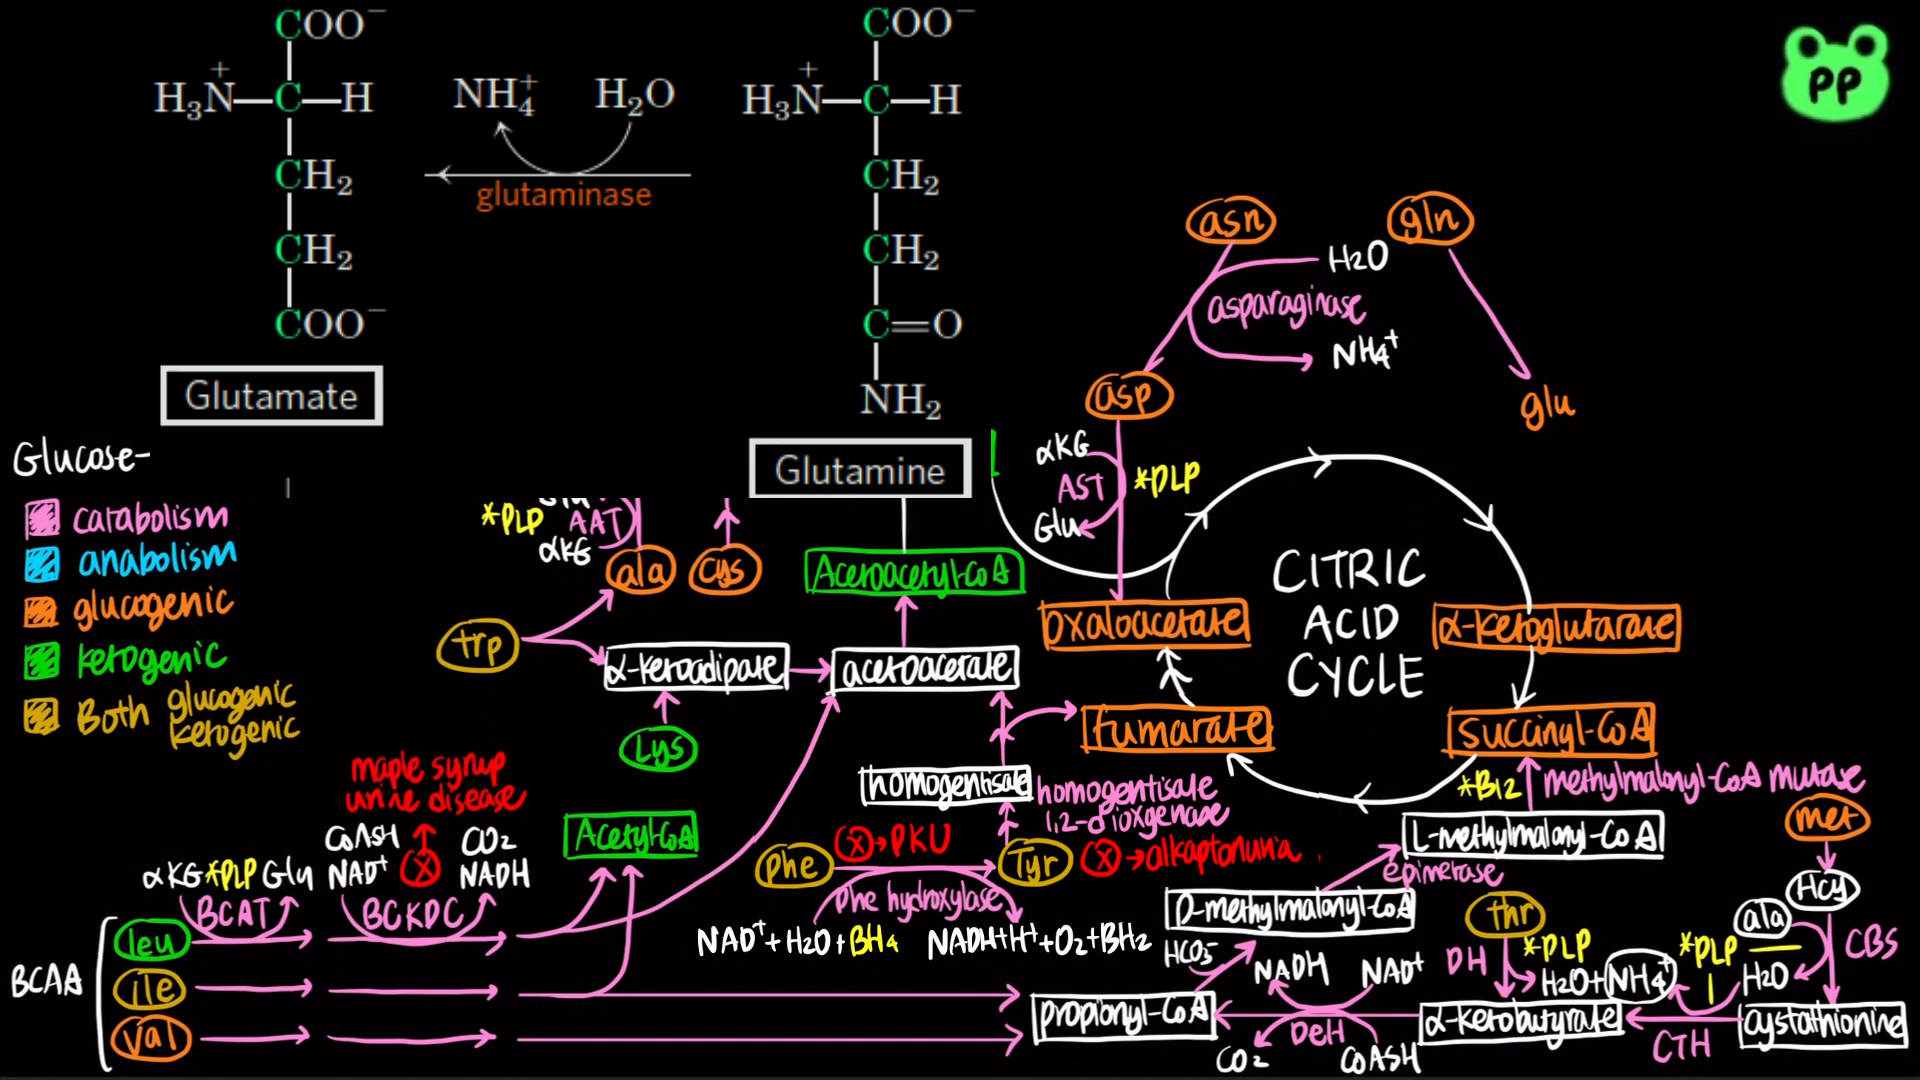 COO⁻
H₃N⁺—C—H
CH₂
CH₂
COO⁻
Glutamate
NH₄⁺
H₂O
glutaminase
COO⁻
H₃N⁺—C—H
CH₂
CH₂
C=O
NH₂
Glutamine
PP
asn
gln
H₂O
asparaginase
NH₄⁺
asp
glu
αKG
AST
*PLP
Glu
Glucose-
catabolism
anabolism
glucogenic
ketogenic
Both glucogenic
ketogenic
*PLP
AAT
αKG
ala
cys
Acetoacetyl-CoA
trp
α-ketoadipate
acetoacetate
Lys
oxaloacetate
CITRIC
ACID
CYCLE
α-ketoglutarate
fumarate
succinyl-CoA
*B12
methylmalonyl-CoA mutase
homogentisate
homogentisate
1,2-dioxgenase
L-methylmalonyl-CoA
epimerase
met
maple syrup
urine disease
CoASH
CO₂
αKG
*PLP
Glu
NAD⁺
X
NADH
BCAT
BCKDC
Acetyl-CoA
phe
X→PKU
Phe hydroxylase
Tyr
X→alkaptonuria
NAD⁺+H₂O+BH₄
NADH+H⁺+O₂+BH₂
BCAA
leu
ile
val
D-methylmalonyl-CoA
HCO₃⁻
NADH
NAD⁺
propionyl-CoA
DeH
CO₂
CoASH
thr
DH
*PLP
H₂O+NH₄⁺
α-ketobutyrate
Hcy
ala
CBS
*PLP
H₂O
CTH
cystathionine